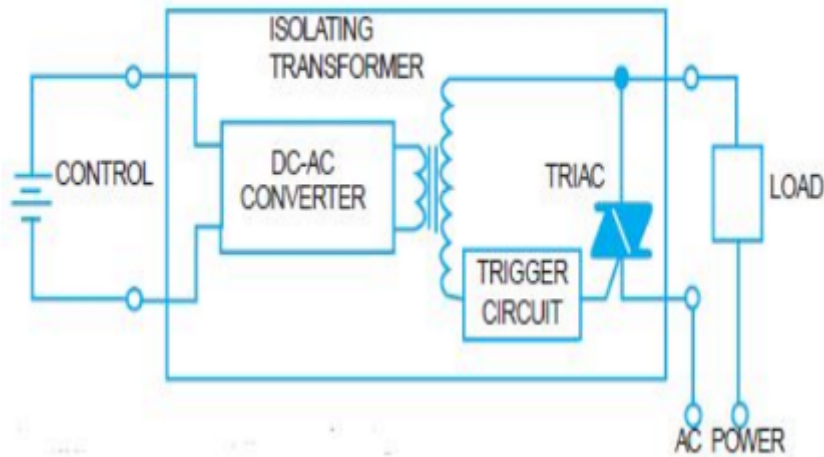 ISOLATING
TRANSFORMER
CONTROL
DC-AC
CONVERTER
TRIAC
LOAD
TRIGGER
CIRCUIT
AC POWER